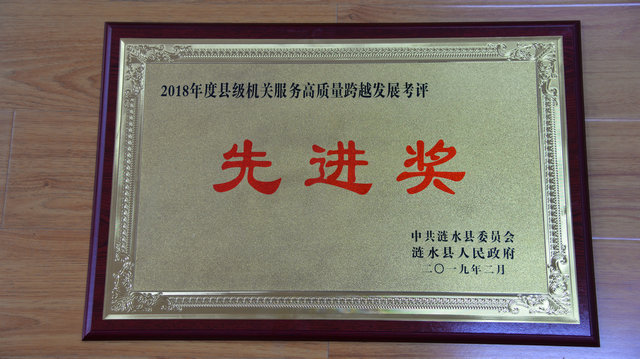 2018年度县级机关服务高质量跨越发展考评
先进奖
中共涟水县委员会
涟水县人民政府
二〇一九年二月